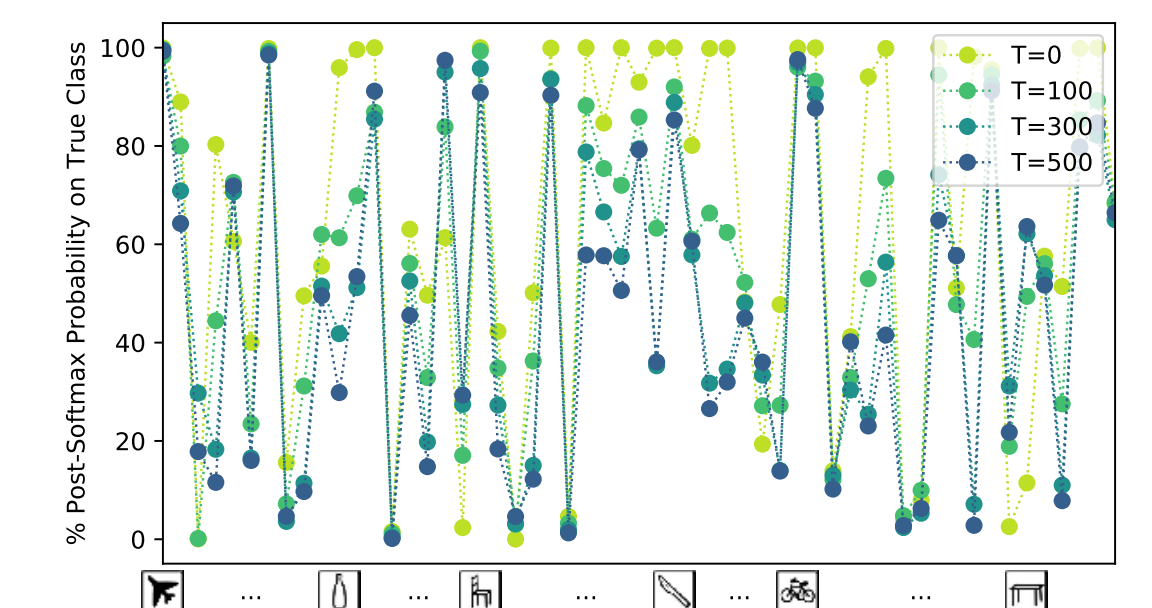 % Post-Softmax Probability on True Class
100
80
60
40
20
0
T=0
T=100
T=300
T=500
... ... ... ... ...